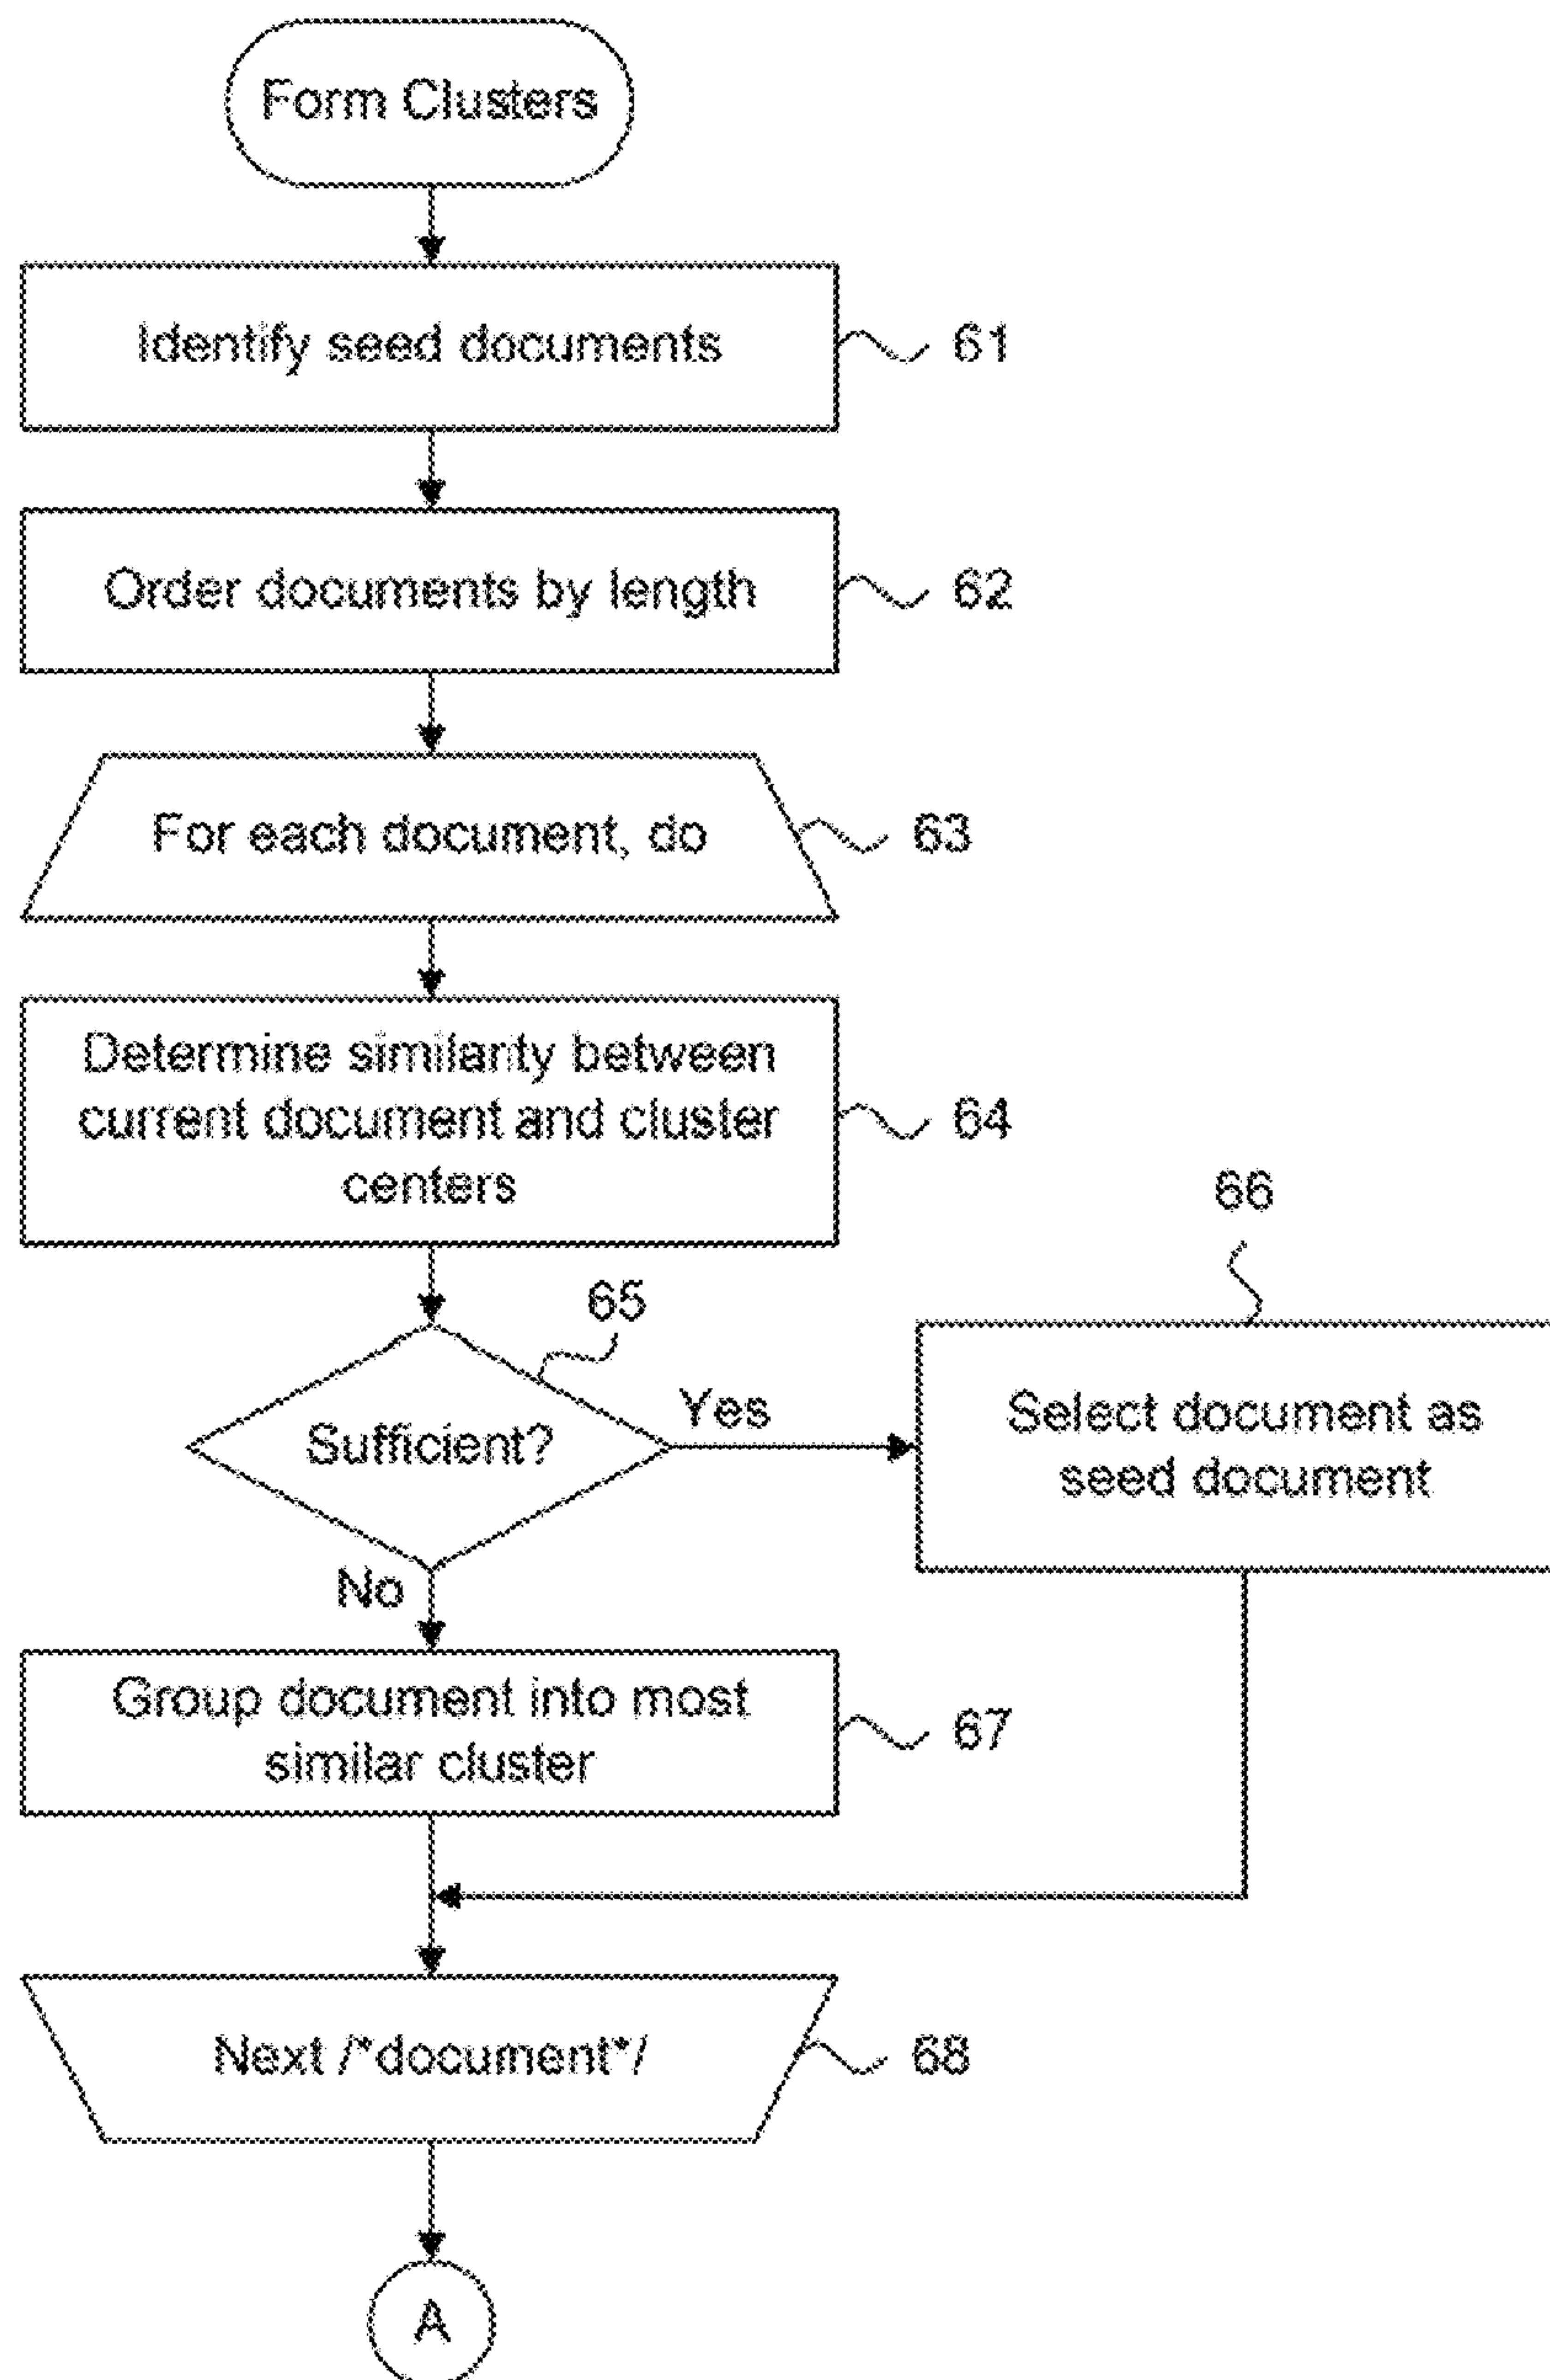 Form Clusters
Identify seed documents
61
Order documents by length
62
For each document, do
63
Determine similarity between
current document and cluster
centers
64
65
Sufficient?
Yes
No
66
Select document as
seed document
Group document into most
similar cluster
67
Next /*document*/
68
A